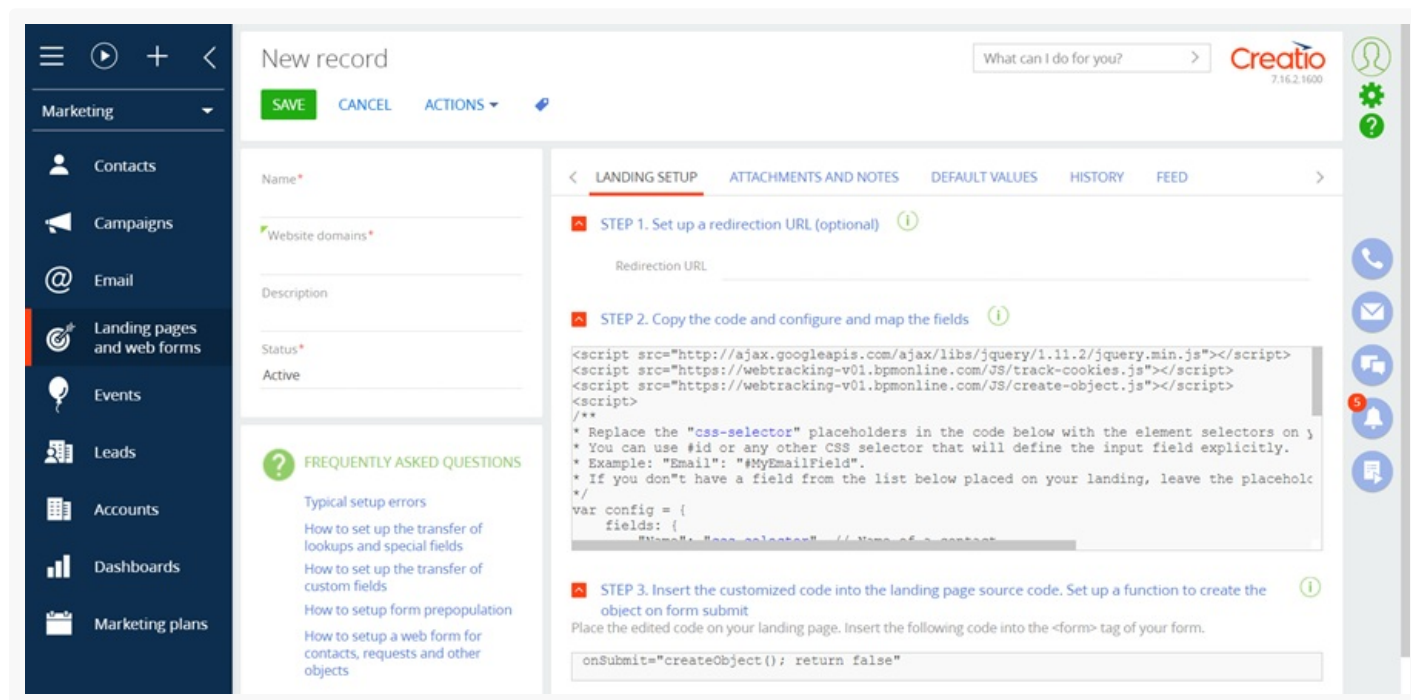 New record
What can I do for you?
Creatio
7.16.2.1600
SAVE
CANCEL
ACTIONS
Marketing
Contacts
Campaigns
Email
Landing pages
and web forms
Events
Leads
Accounts
Dashboards
Marketing plans
Name*
Website domains*
Description
Status*
Active
FREQUENTLY ASKED QUESTIONS
Typical setup errors
How to set up the transfer of
lookups and special fields
How to set up the transfer of
custom fields
How to setup form prepopulation
How to setup a web form for
contacts, requests and other
objects
LANDING SETUP
ATTACHMENTS AND NOTES
DEFAULT VALUES
HISTORY
FEED
STEP 1. Set up a redirection URL (optional)
Redirection URL
STEP 2. Copy the code and configure and map the fields
<script src="http://ajax.googleapis.com/ajax/libs/jquery/1.11.2/jquery.min.js"></script>
<script src="https://webtracking-v01.bpmonline.com/JS/track-cookies.js"></script>
<script src="https://webtracking-v01.bpmonline.com/JS/create-object.js"></script>
<script>
/**
* Replace the "css-selector" placeholders in the code below with the element selectors on
* You can use #id or any other CSS selector that will define the input field explicitly.
* Example: "Email": "#MyEmailField".
* If you don"t have a field from the list below placed on your landing, leave the placehol
*/
var config = {
fields: {
"Name": "css-selector", // Name of a contact
STEP 3. Insert the customized code into the landing page source code. Set up a function to create the
object on form submit
Place the edited code on your landing page. Insert the following code into the <form> tag of your form.
onSubmit="createObject(); return false"
5